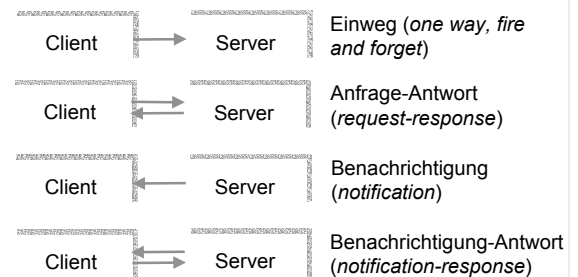 Client Server Einweg (one way, fire
and forget)
Client Server Anfrage-Antwort
(request-response)
Client Server Benachrichtigung
(notification)
Client Server Benachrichtigung-Antwort
(notification-response)